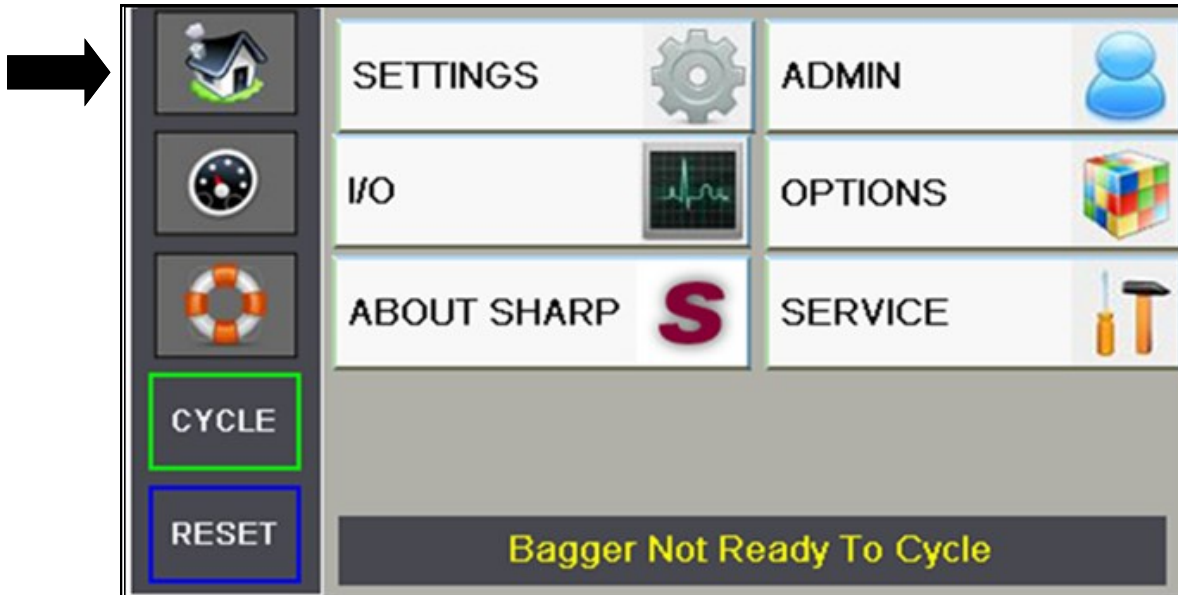 SETTINGS
ADMIN
I/O
OPTIONS
ABOUT SHARP
S
SERVICE
CYCLE
RESET
Bagger Not Ready To Cycle